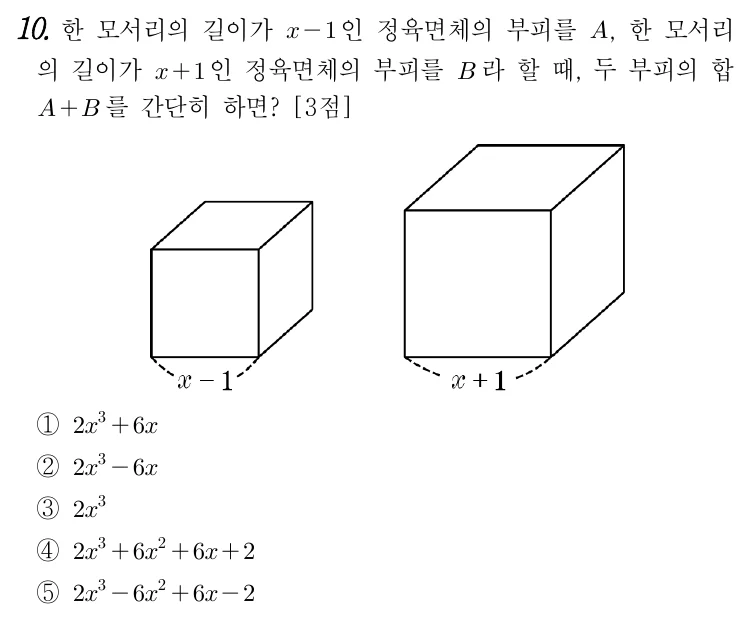 10. 한 모서리의 길이가 x-1인 정육면체의 부피를 A, 한 모서리
의 길이가 x+1인 정육면체의 부피를 B라 할 때, 두 부피의 합
A+B를 간단히 하면? [3점]
x-1
x+1
① 2x³+6x
② 2x³-6x
③ 2x³
④ 2x³+6x²+6x+2
⑤ 2x³-6x²+6x-2